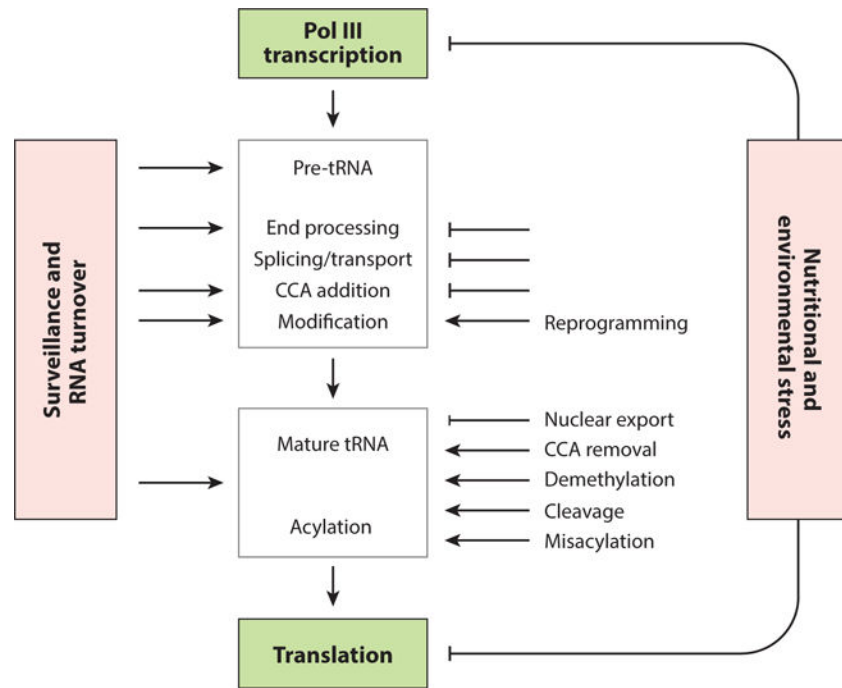 Pol III
transcription
Surveillance and
RNA turnover
Pre-tRNA
End processing
Splicing/transport
CCA addition
Modification
Reprogramming
Mature tRNA
Acylation
Nuclear export
CCA removal
Demethylation
Cleavage
Misacylation
Nutritional and
environmental stress
Translation